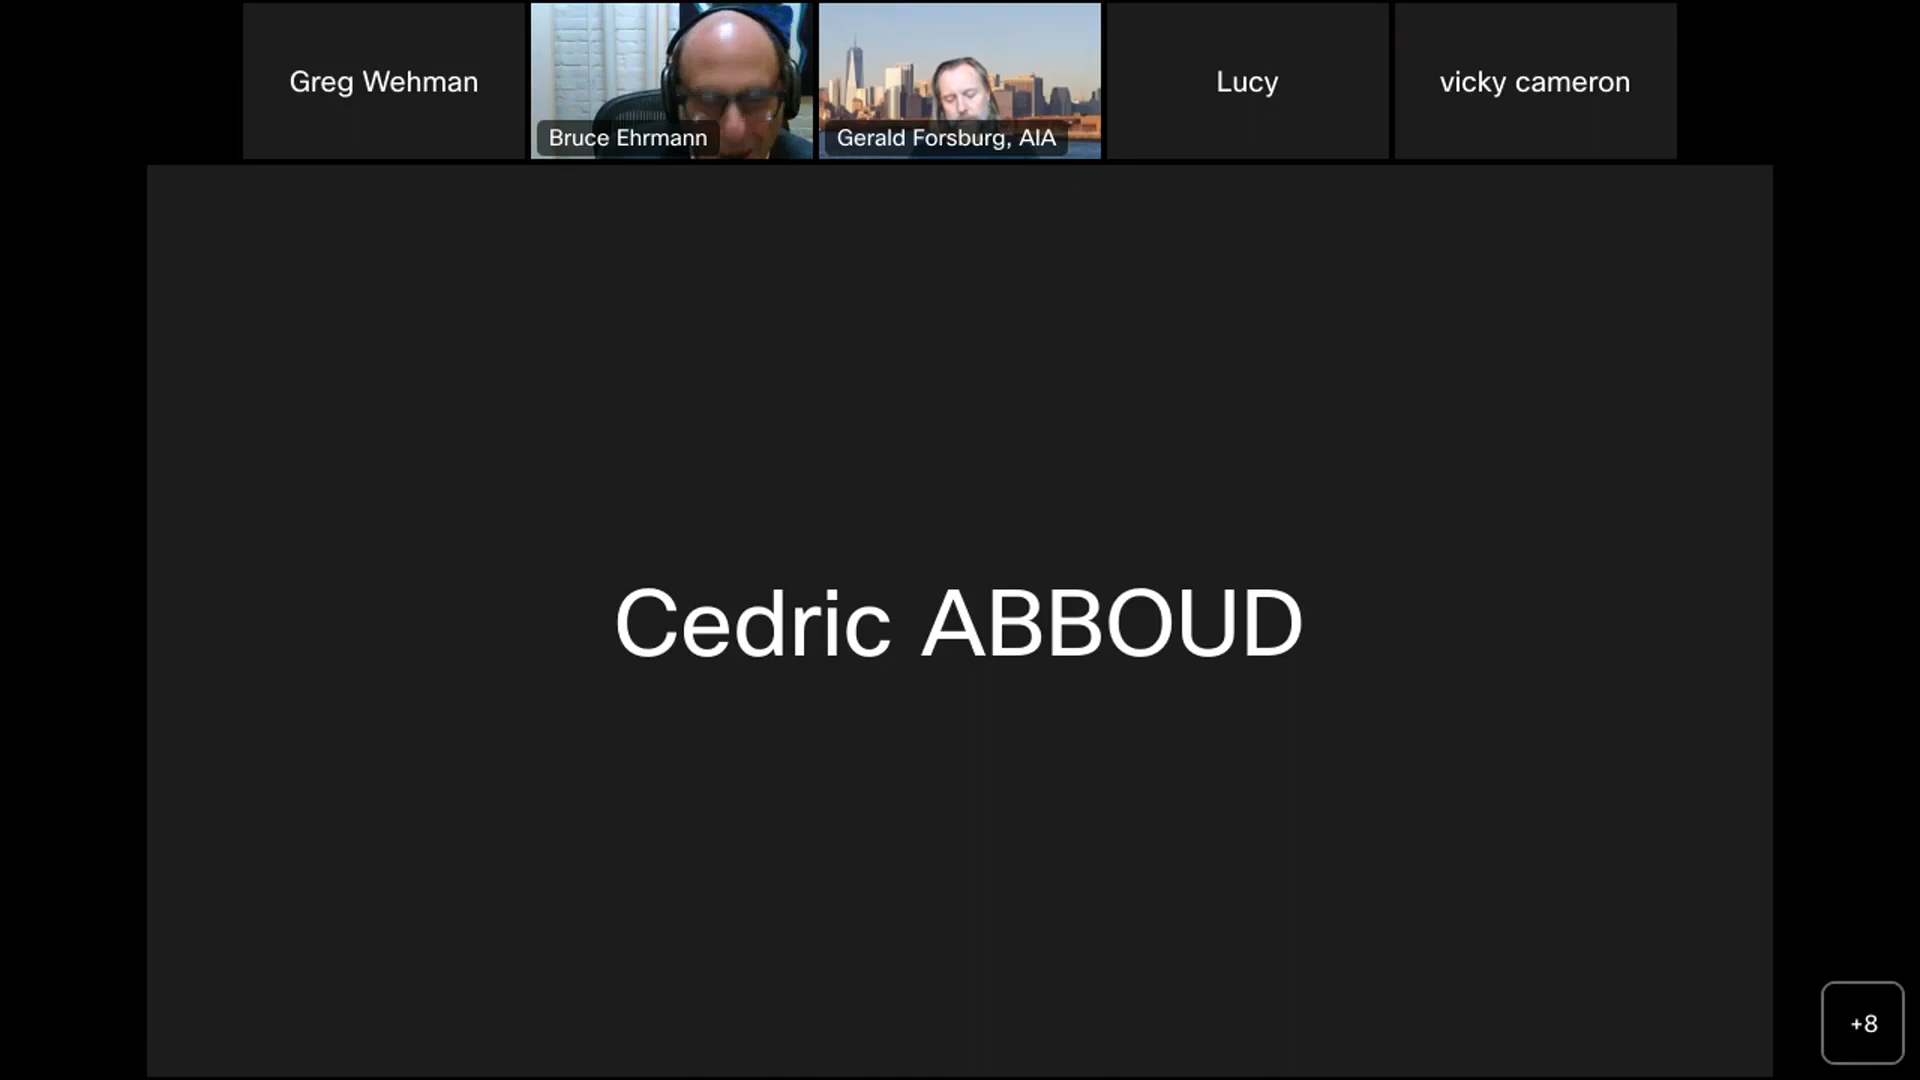 Greg Wehman
Bruce Ehrmann
Gerald Forsburg, AIA
Lucy
vicky cameron
Cedric ABBOUD
+8